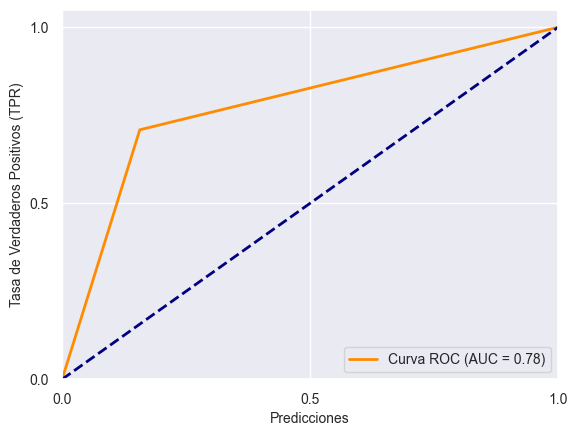 1.0
0.5
0.0
Tasa de Verdaderos Positivos (TPR)
Curva ROC (AUC = 0.78)
0.0
0.5
1.0
Predicciones